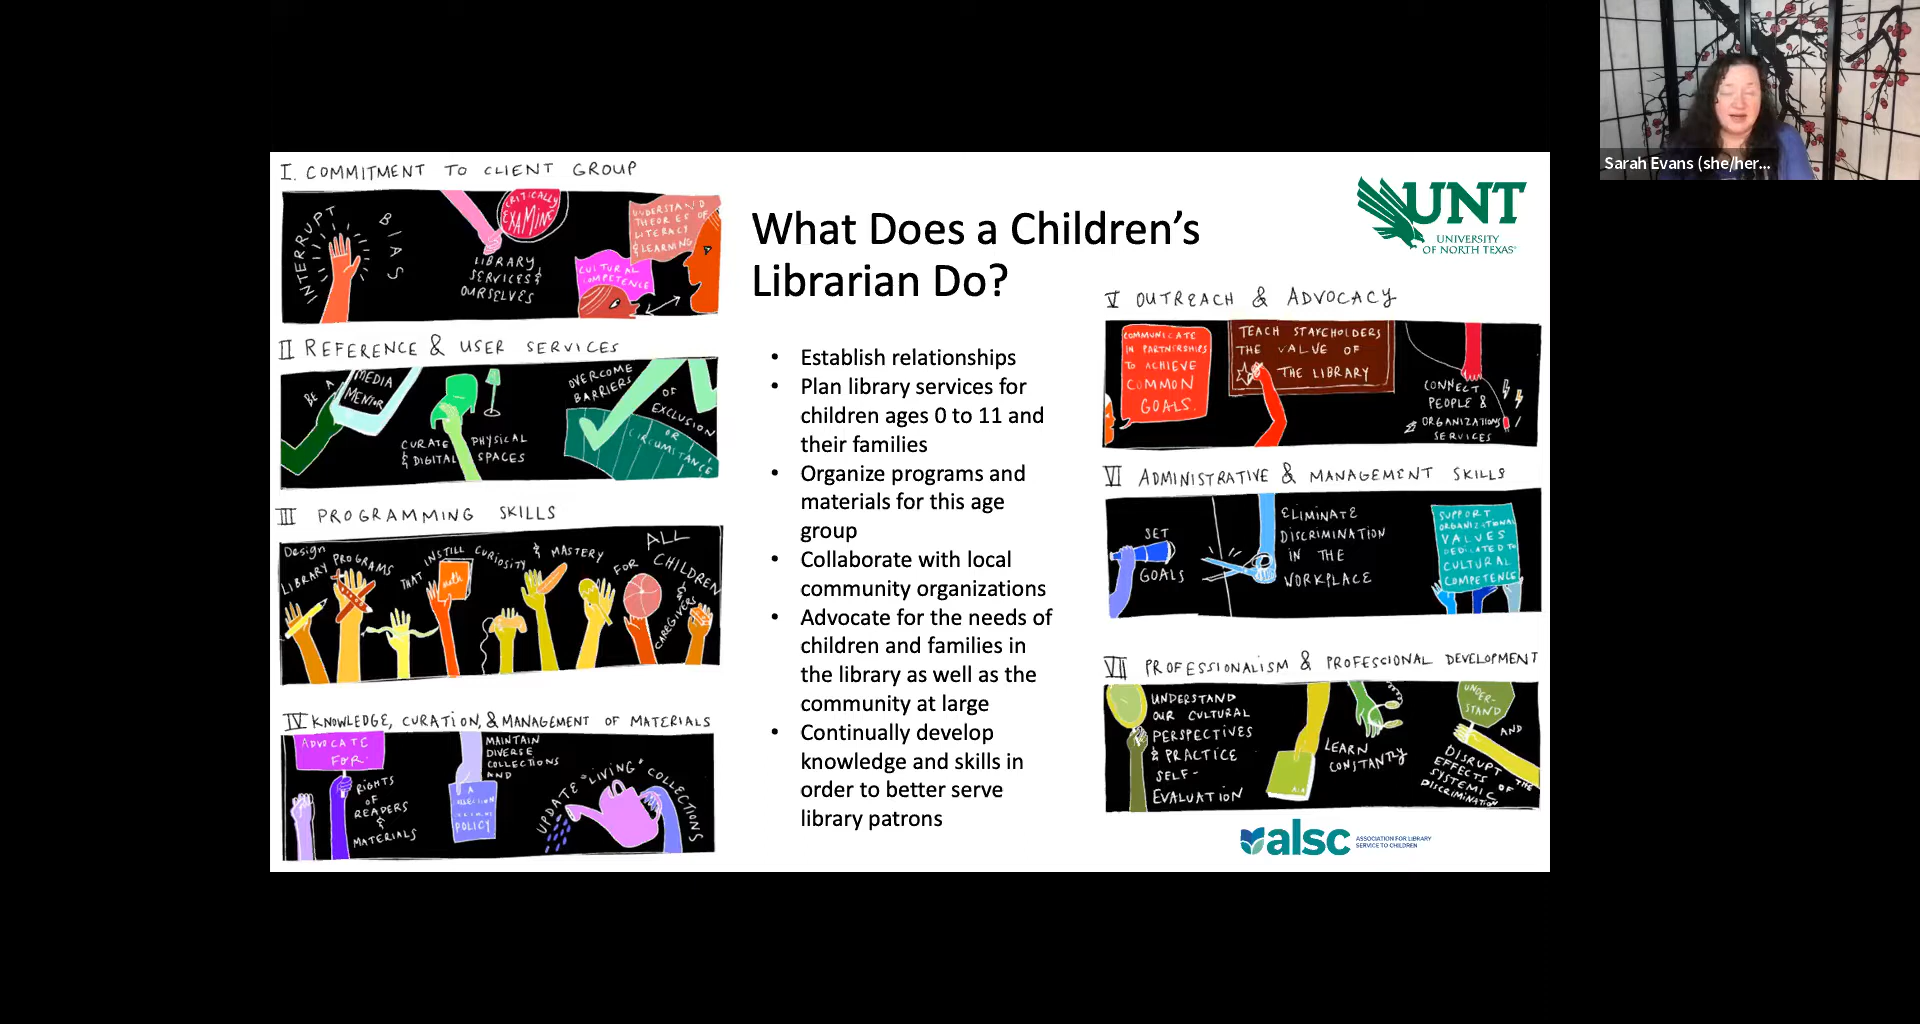 I. COMMITMENT TO CLIENT GROUP
INTERRUPT BIAS
CRITICALLY
EXAMINE
LIBRARY
SERVICES &
OURSELVES
CULTURAL
COMPETENCE
UNDERSTAND
THEORIES OF
LITERACY
& LEARNING
II REFERENCE & USER SERVICES
BE A
MEDIA
MENTOR
CURATE PHYSICAL
& DIGITAL SPACES
OVERCOME
BARRIERS
OF
EXCLUSION
OR
CIRCUMSTANCE
III PROGRAMMING SKILLS
Design
LIBRARY PROGRAMS
THAT INSTILL CURIOSITY
& MASTERY
FOR
ALL
CHILDREN
&
CAREGIVERS
math
IV KNOWLEDGE, CURATION, & MANAGEMENT OF MATERIALS
ADVOCATE
FOR
RIGHTS
OF
READERS
&
MATERIALS
MAINTAIN
DIVERSE
COLLECTIONS
AND
A
POLICY
UPDATE "LIVING" COLLECTIONS
What Does a Children's
Librarian Do?
• Establish relationships
• Plan library services for
children ages 0 to 11 and
their families
• Organize programs and
materials for this age
group
• Collaborate with local
community organizations
• Advocate for the needs of
children and families in
the library as well as the
community at large
• Continually develop
knowledge and skills in
order to better serve
library patrons
UNT
UNIVERSITY
OF NORTH TEXAS®
V OUTREACH & ADVOCACY
COMMUNICATE
IN PARTNERSHIPS
TO ACHIEVE
COMMON
GOALS.
TEACH STAKEHOLDERS
THE VALUE OF
THE LIBRARY
CONNECT
PEOPLE &
ORGANIZATIONS
SERVICES
VI ADMINISTRATIVE & MANAGEMENT SKILLS
SET
GOALS
ELIMINATE
DISCRIMINATION
IN THE
WORKPLACE
SUPPORT
ORGANIZATIONAL
VALUES
DEDICATED TO
CULTURAL
COMPETENCE
VII PROFESSIONALISM & PROFESSIONAL DEVELOPMENT
UNDERSTAND
OUR CULTURAL
PERSPECTIVES
& PRACTICE
SELF-
EVALUATION
LEARN
CONSTANTLY
UNDER-
STAND
AND
DISRUPT THE
EFFECTS OF
SYSTEMIC
DISCRIMINATION
alsc
ASSOCIATION FOR LIBRARY
SERVICE TO CHILDREN
Sarah Evans (she/her...